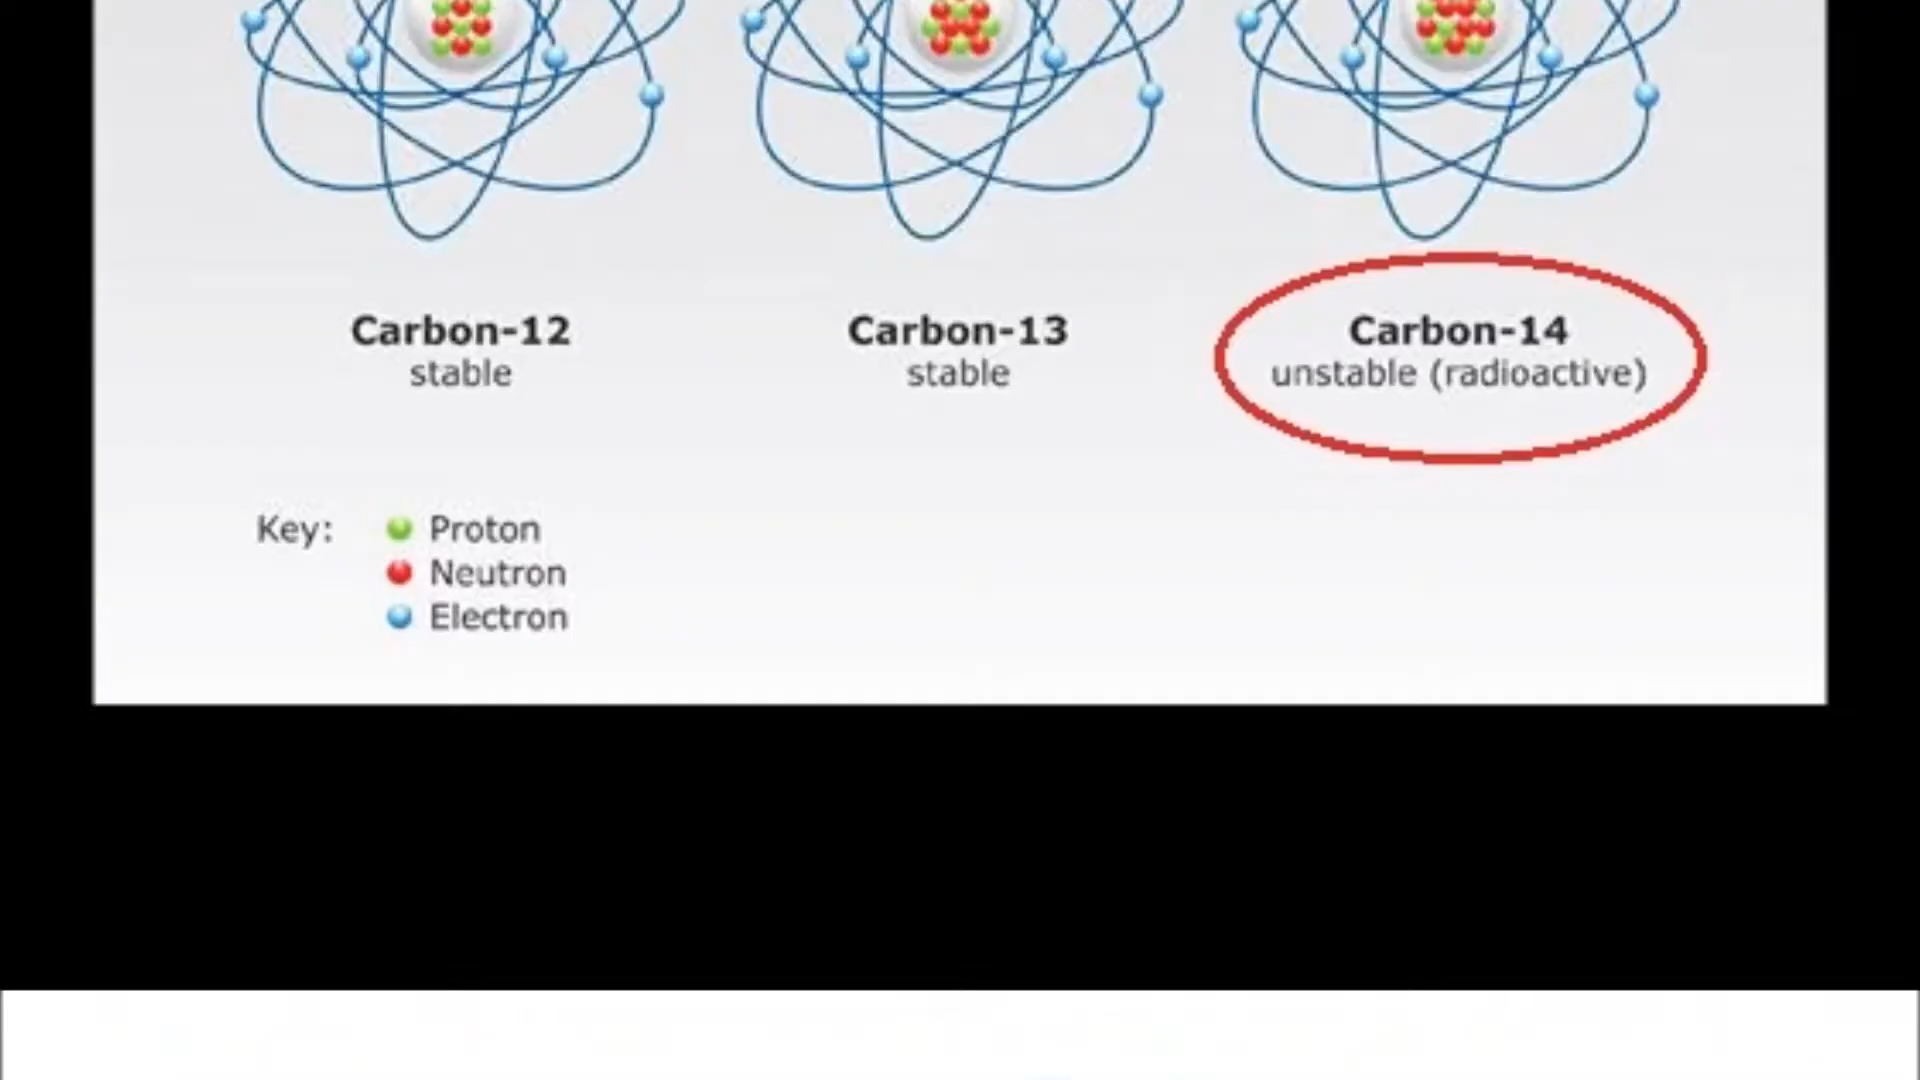 Carbon-12
stable
Carbon-13
stable
Carbon-14
unstable (radioactive)
Key:
Proton
Neutron
Electron